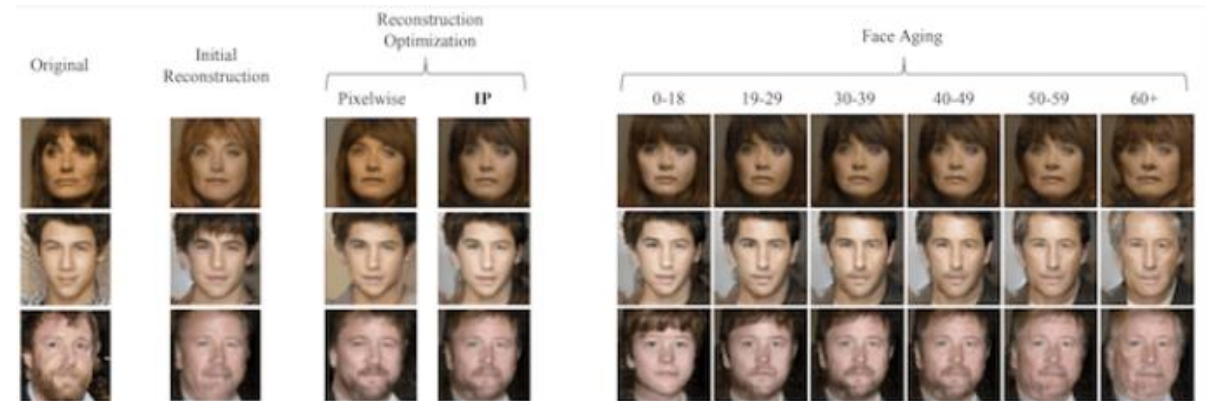 Original
Initial
Reconstruction
Reconstruction
Optimization
Pixelwise
IP
Face Aging
0-18
19-29
30-39
40-49
50-59
60+